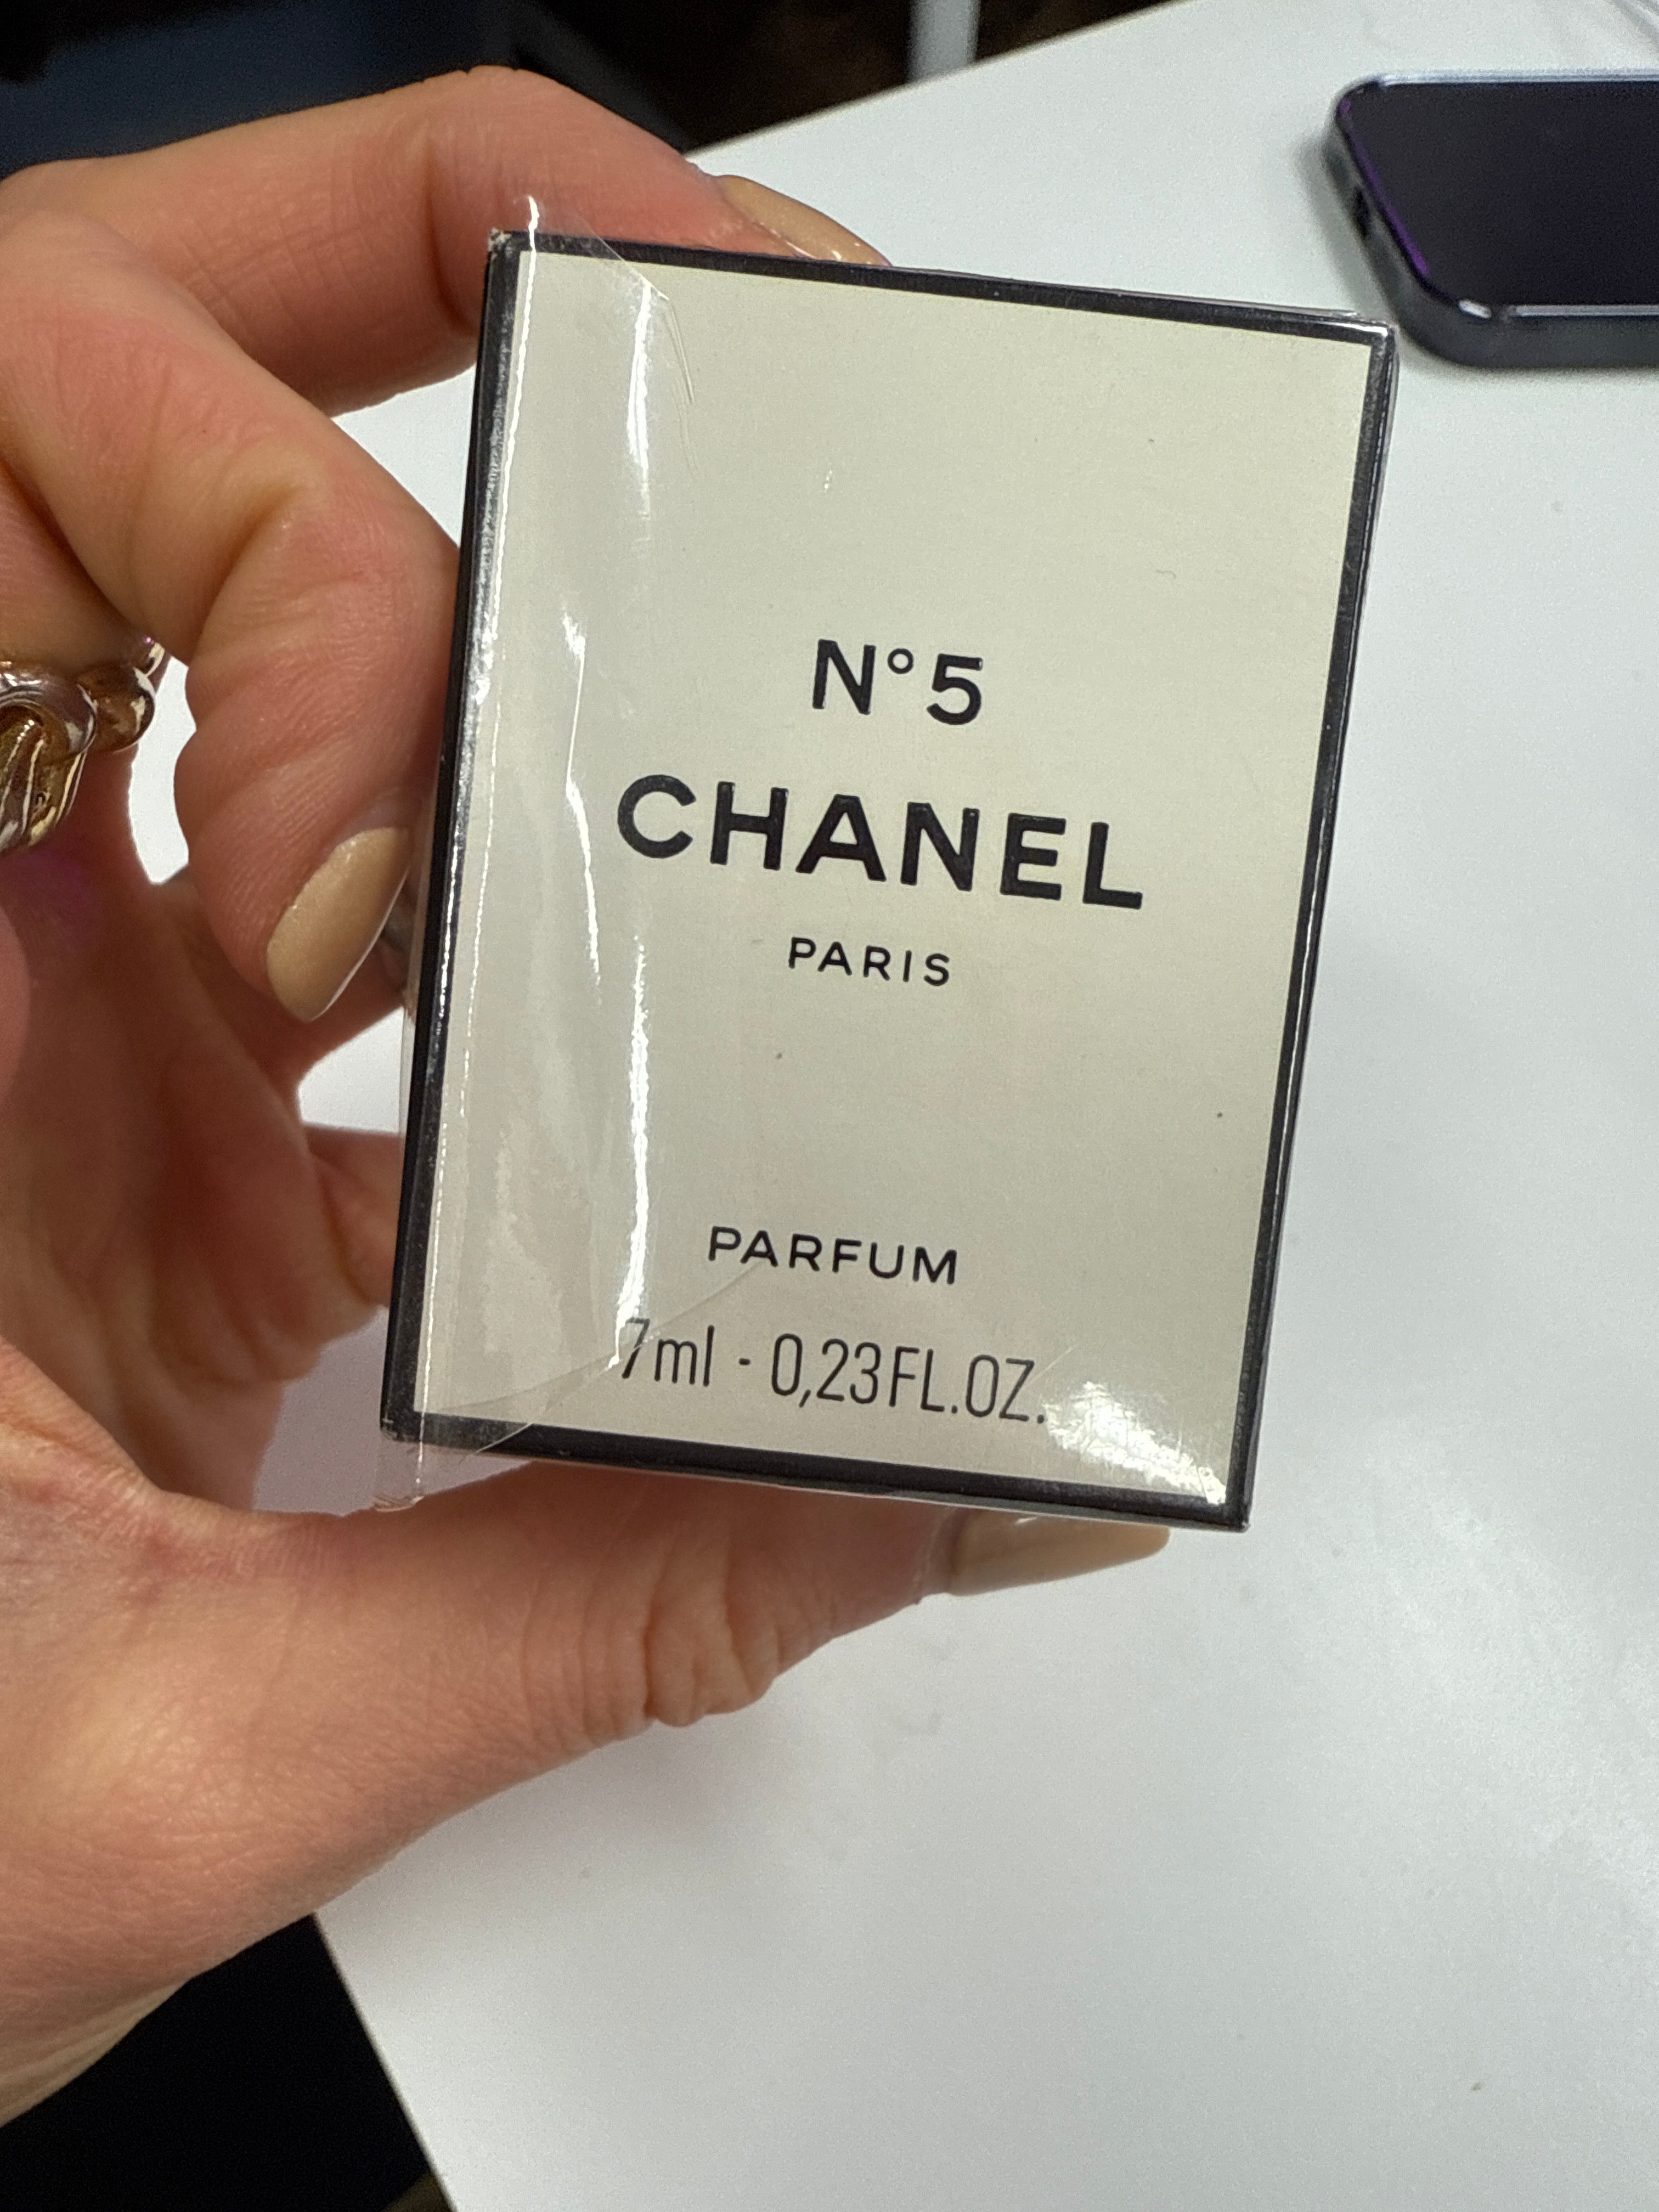 N°5
CHANEL
PARIS
PARFUM
7ml - 0,23FL.OZ.